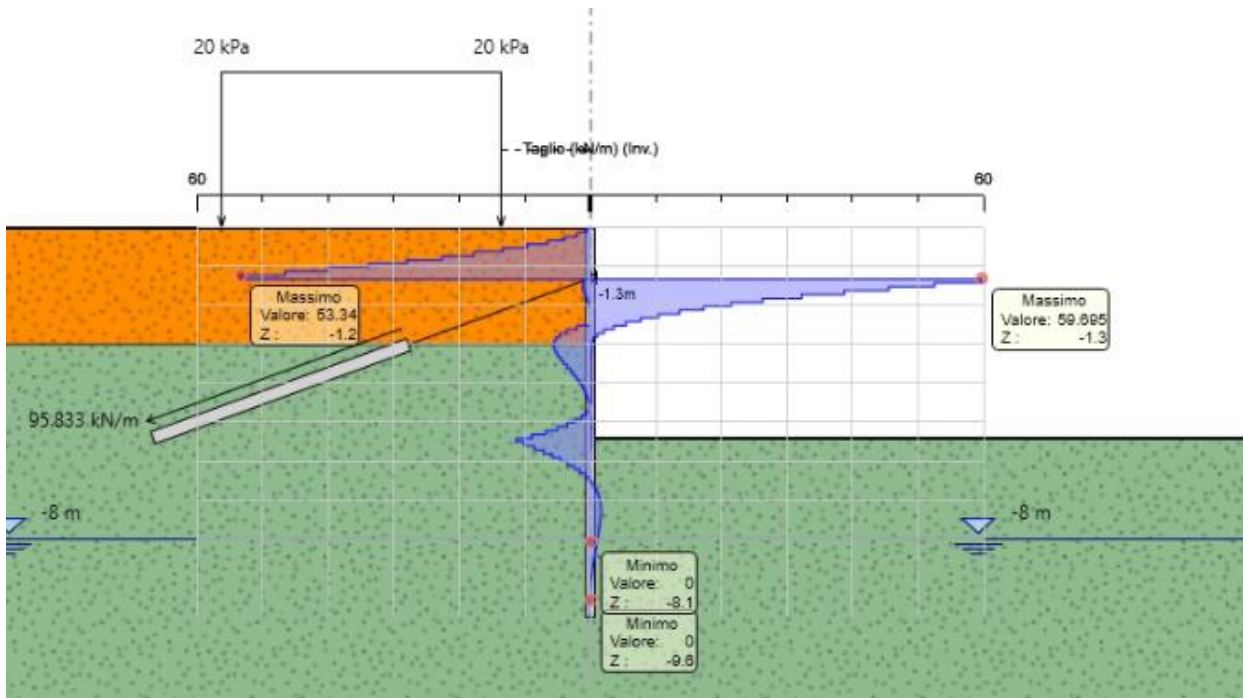 20 kPa
20 kPa
Taglio (kN/m) (Inv.)
60
60
-1.3m
Massimo
Valore: 53.34
Z : -1.2
Massimo
Valore: 59.695
Z : -1.3
95.833 kN/m
-8 m
-8 m
Minimo
Valore: 0
Z : -8.1
Minimo
Valore: 0
Z : -9.6